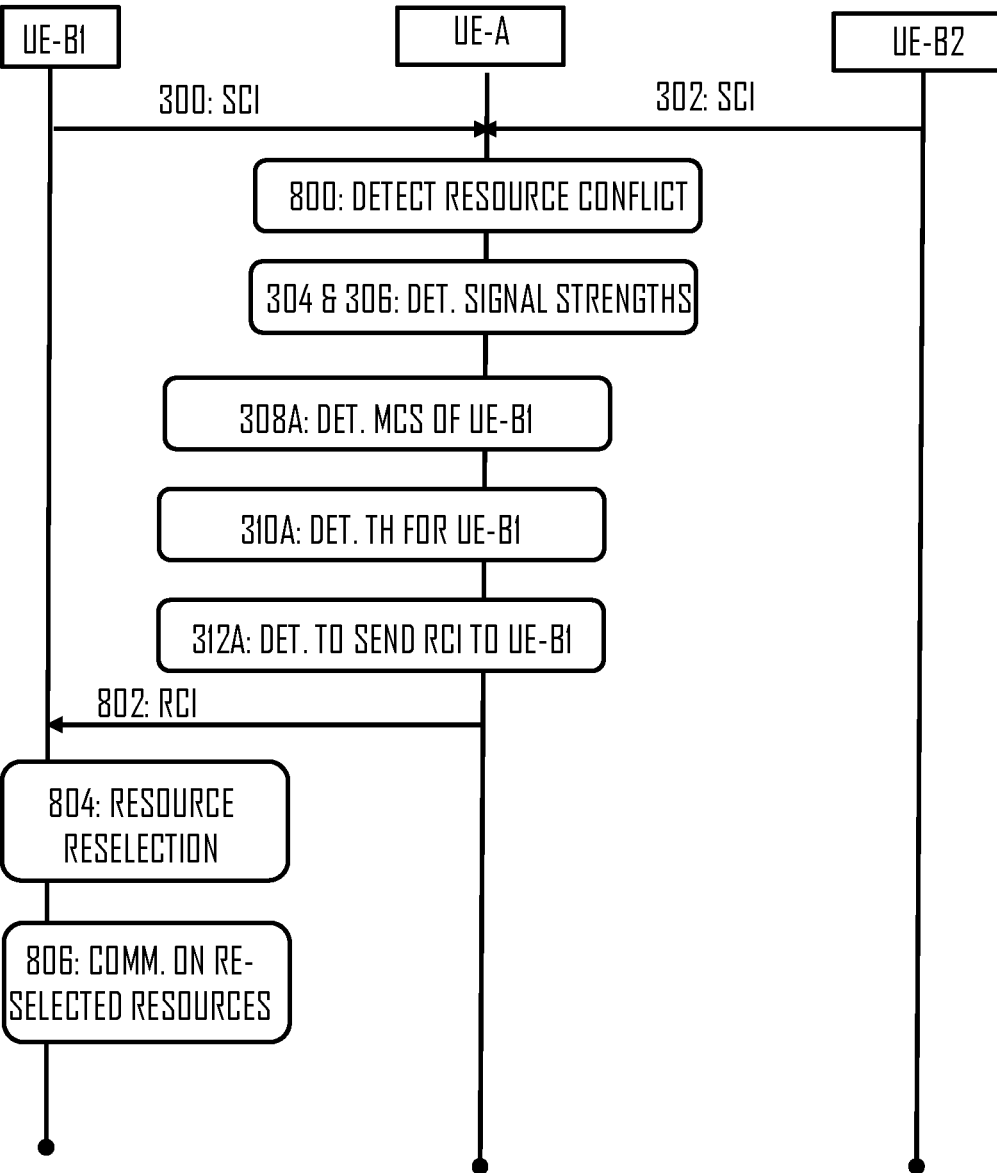 UE-B1
UE-A
UE-B2
300: SCI
302: SCI
800: DETECT RESOURCE CONFLICT
304 & 306: DET. SIGNAL STRENGTHS
308A: DET. MCS OF UE-B1
310A: DET. TH FOR UE-B1
312A: DET. TO SEND RCI TO UE-B1
802: RCI
804: RESOURCE
RESELECTION
806: COMM. ON RE-
SELECTED RESOURCES